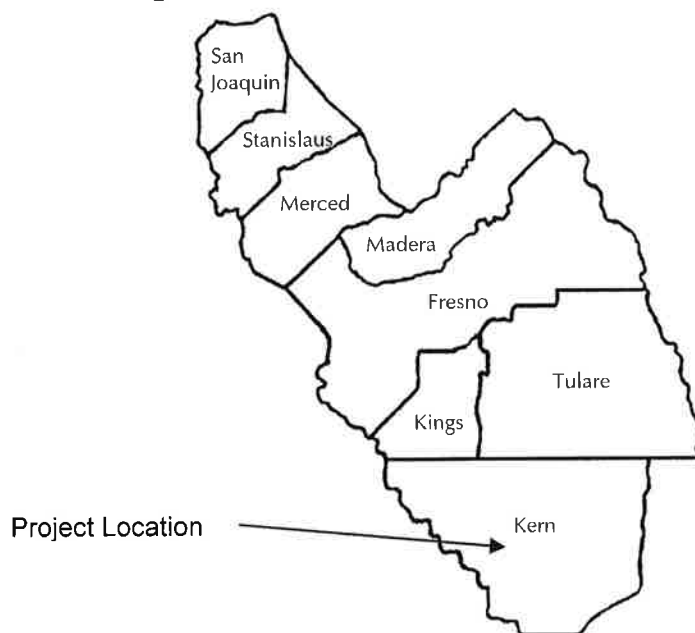 San
Joaquin
Stanislaus
Merced
Madera
Fresno
Tulare
Kings
Project Location
Kern